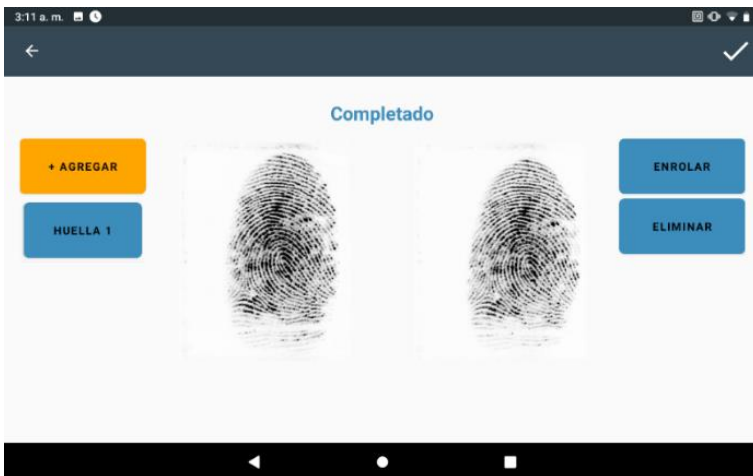 3:11 a. m.
Completado
+ AGREGAR
ENROLAR
HUELLA 1
ELIMINAR